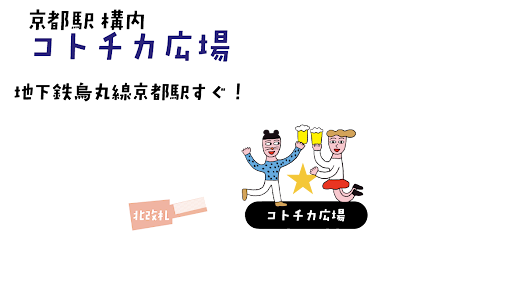 京都駅 構内
コトチカ広場
地下鉄烏丸線京都駅すぐ！
北改札
コトチカ広場